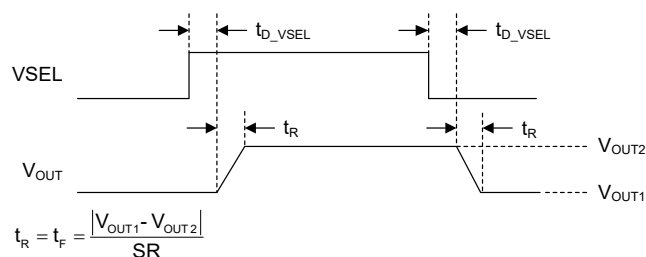 t_D_VSEL t_D_VSEL
VSEL
t_R t_R
V_OUT2
V_OUT
V_OUT1
t_R = t_F = |V_OUT1 - V_OUT2| / SR